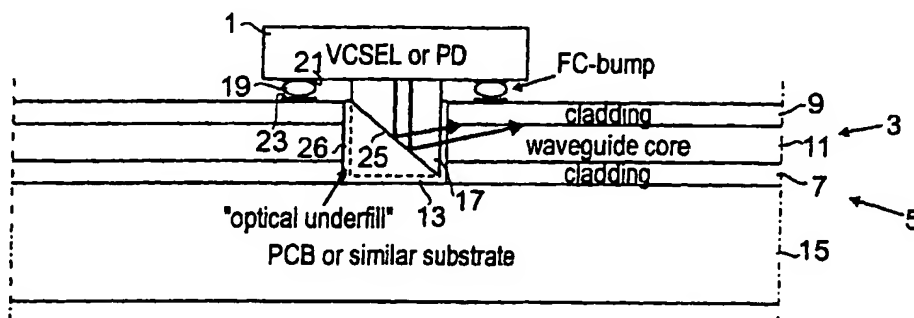 1
VCSEL or PD
21
19
FC-bump
23
cladding
9
26
25
waveguide core
11
3
cladding
7
17
"optical underfill"
13
5
PCB or similar substrate
15